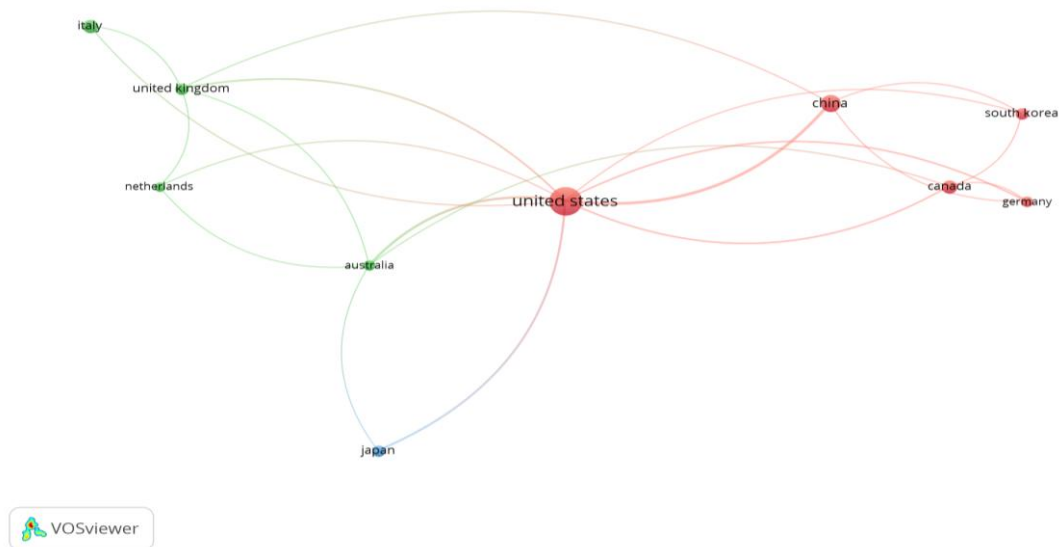 italy
united kingdom
china
south korea
netherlands
canada
united states
germany
australia
japan
VOSviewer